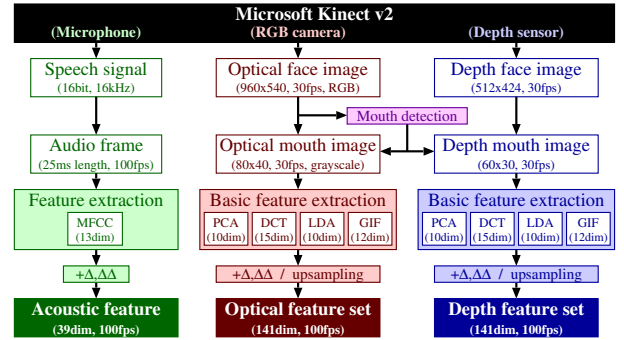 Microsoft Kinect v2
(Microphone) (RGB camera) (Depth sensor)
Speech signal
(16bit, 16kHz)
Optical face image
(960x540, 30fps, RGB)
Depth face image
(512x424, 30fps)
Mouth detection
Audio frame
(25ms length, 100fps)
Optical mouth image
(80x40, 30fps, grayscale)
Depth mouth image
(60x30, 30fps)
Feature extraction
MFCC
(13dim)
Basic feature extraction
PCA
(10dim)
DCT
(15dim)
LDA
(10dim)
GIF
(12dim)
Basic feature extraction
PCA
(10dim)
DCT
(15dim)
LDA
(10dim)
GIF
(12dim)
+Δ,ΔΔ
+Δ,ΔΔ / upsampling
+Δ,ΔΔ / upsampling
Acoustic feature
(39dim, 100fps)
Optical feature set
(141dim, 100fps)
Depth feature set
(141dim, 100fps)